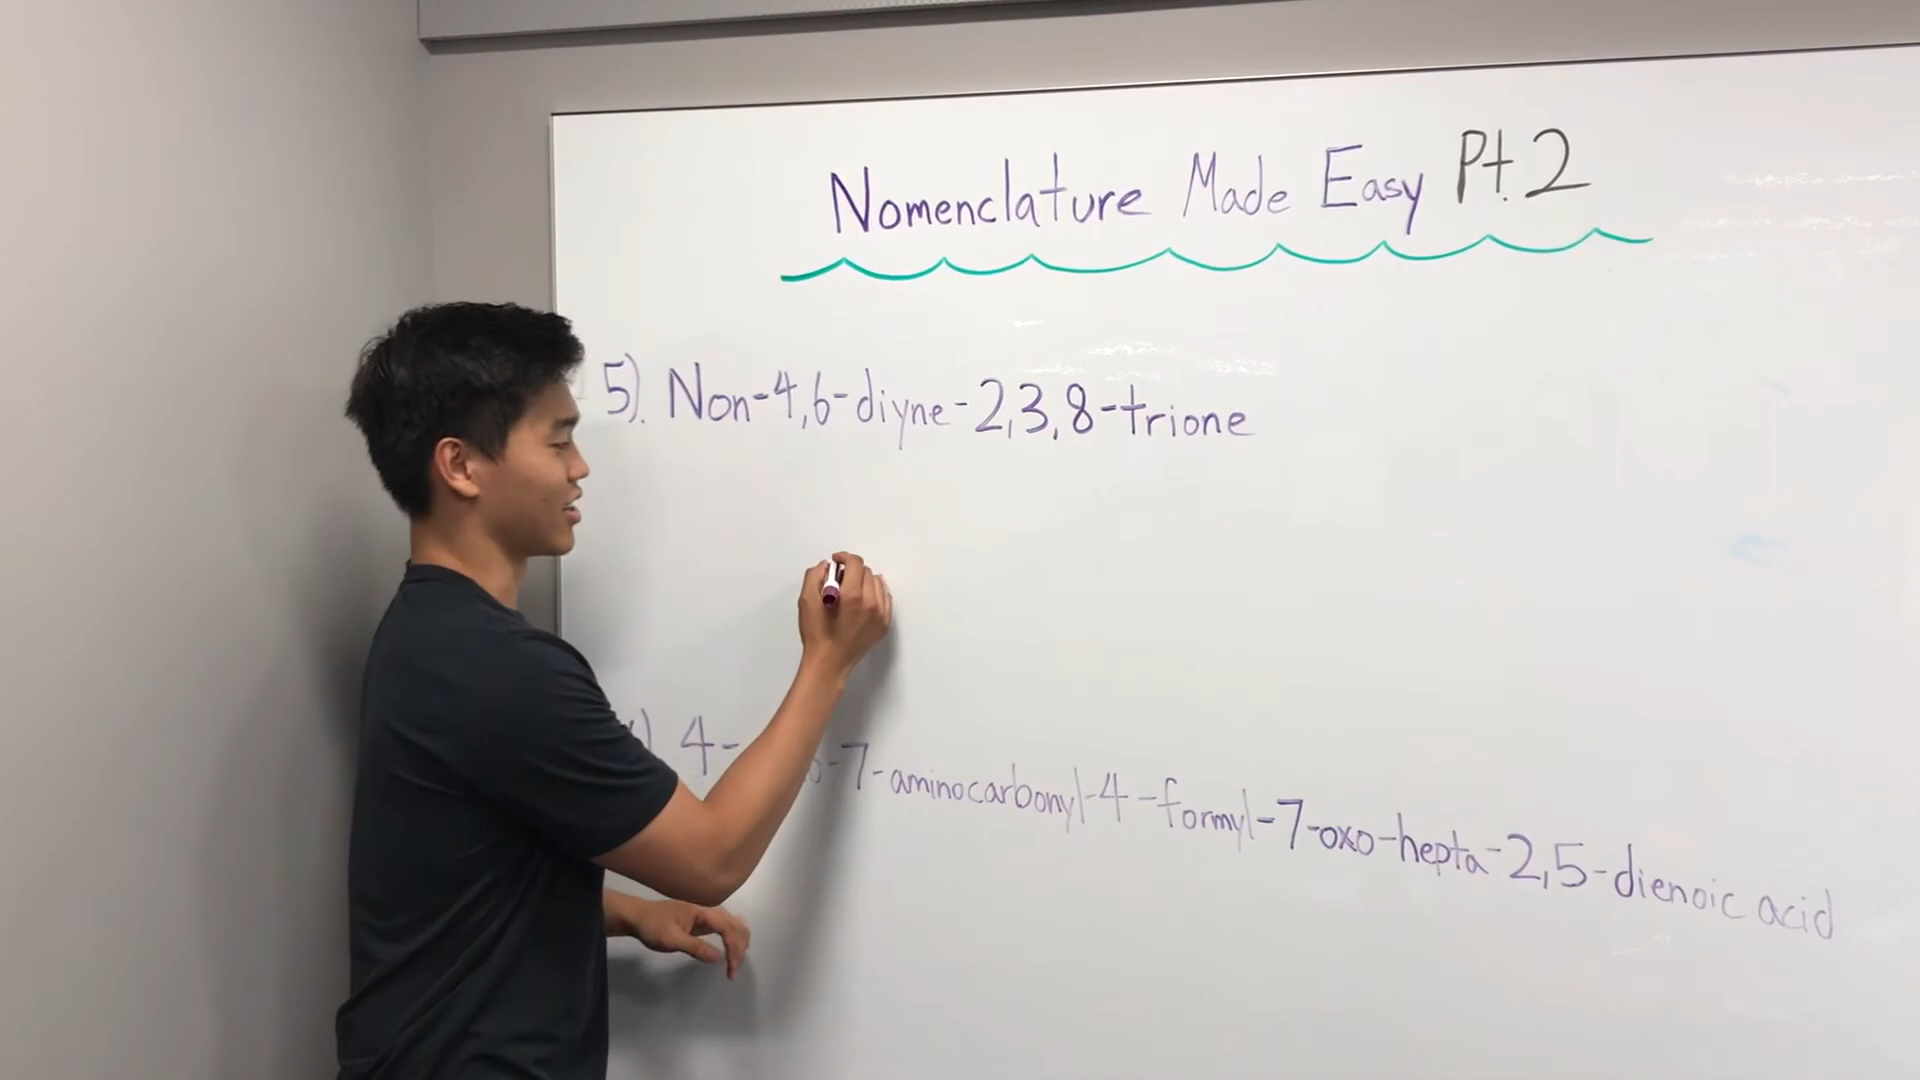 Nomenclature Made Easy Pt. 2
5). Non-4,6-diyne-2,3,8-trione
4- -7-aminocarbonyl-4-formyl-7-oxo-hepta-2,5-dienoic acid